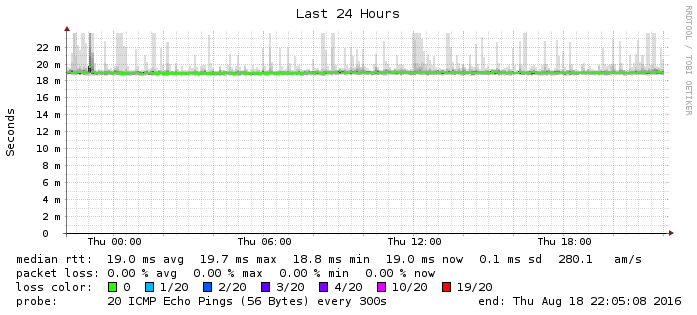 Last 24 Hours
RRDTOOL / TOBI OETIKER
Seconds
22 m
20 m
18 m
16 m
14 m
12 m
10 m
8 m
6 m
4 m
2 m
0
Thu 00:00 Thu 06:00 Thu 12:00 Thu 18:00
median rtt: 19.0 ms avg 19.7 ms max 18.8 ms min 19.0 ms now 0.1 ms sd 280.1 am/s
packet loss: 0.00 % avg 0.00 % max 0.00 % min 0.00 % now
loss color: 0 1/20 2/20 3/20 4/20 10/20 19/20
probe: 20 ICMP Echo Pings (56 Bytes) every 300s end: Thu Aug 18 22:05:08 2016